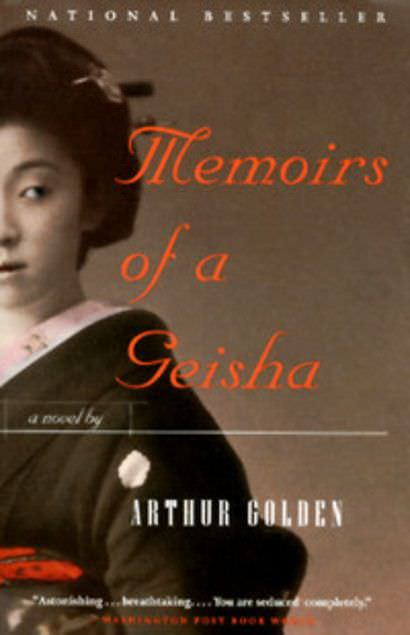 NATIONAL BESTSELLER
Memoirs
of a
Geisha
a novel by
ARTHUR GOLDEN
"Astonishing...breathtaking....You are seduced completely."
WASHINGTON POST BOOK WORLD